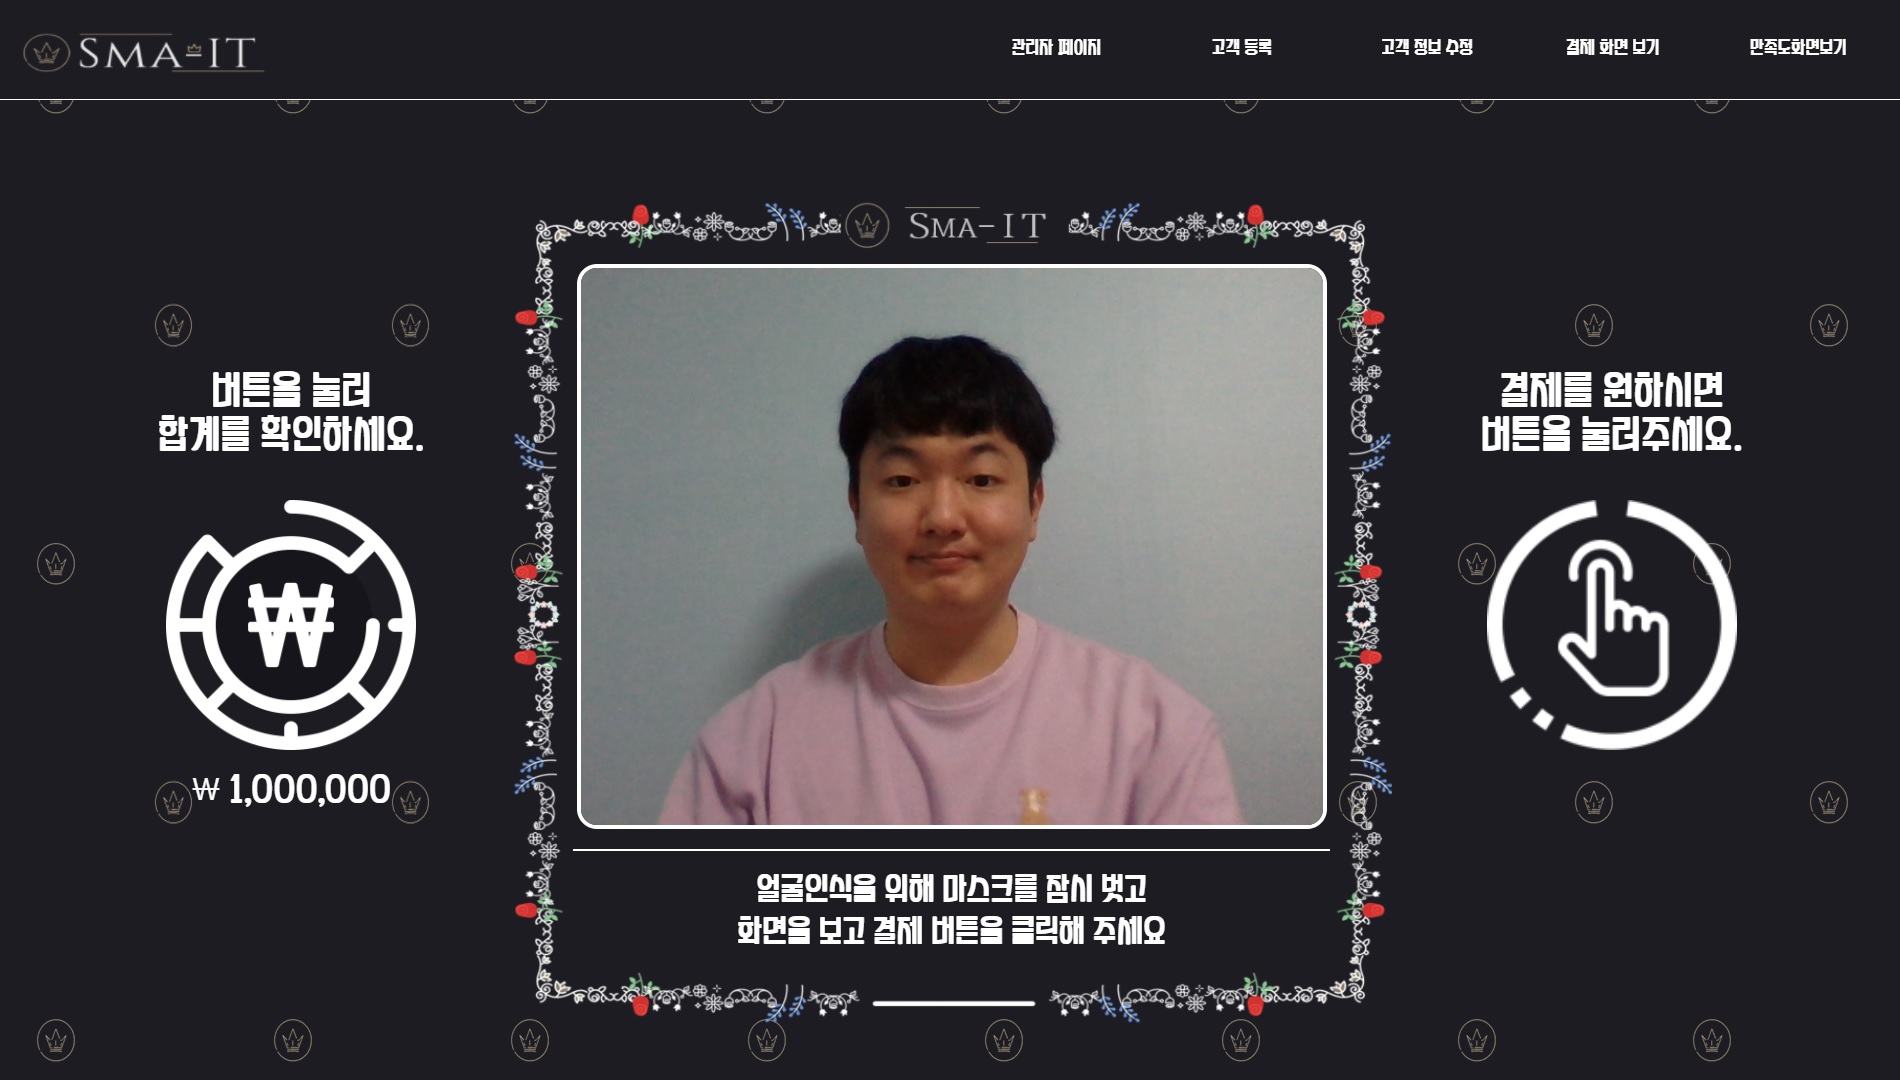 SMA-IT
관리자 페이지
고객 등록
고객 정보 수정
결제 화면 보기
만족도화면보기
SMA-IT
버튼을 눌러
합계를 확인하세요.
₩
₩ 1,000,000
결제를 원하시면
버튼을 눌러주세요.
얼굴인식을 위해 마스크를 잠시 벗고
화면을 보고 결제 버튼을 클릭해 주세요